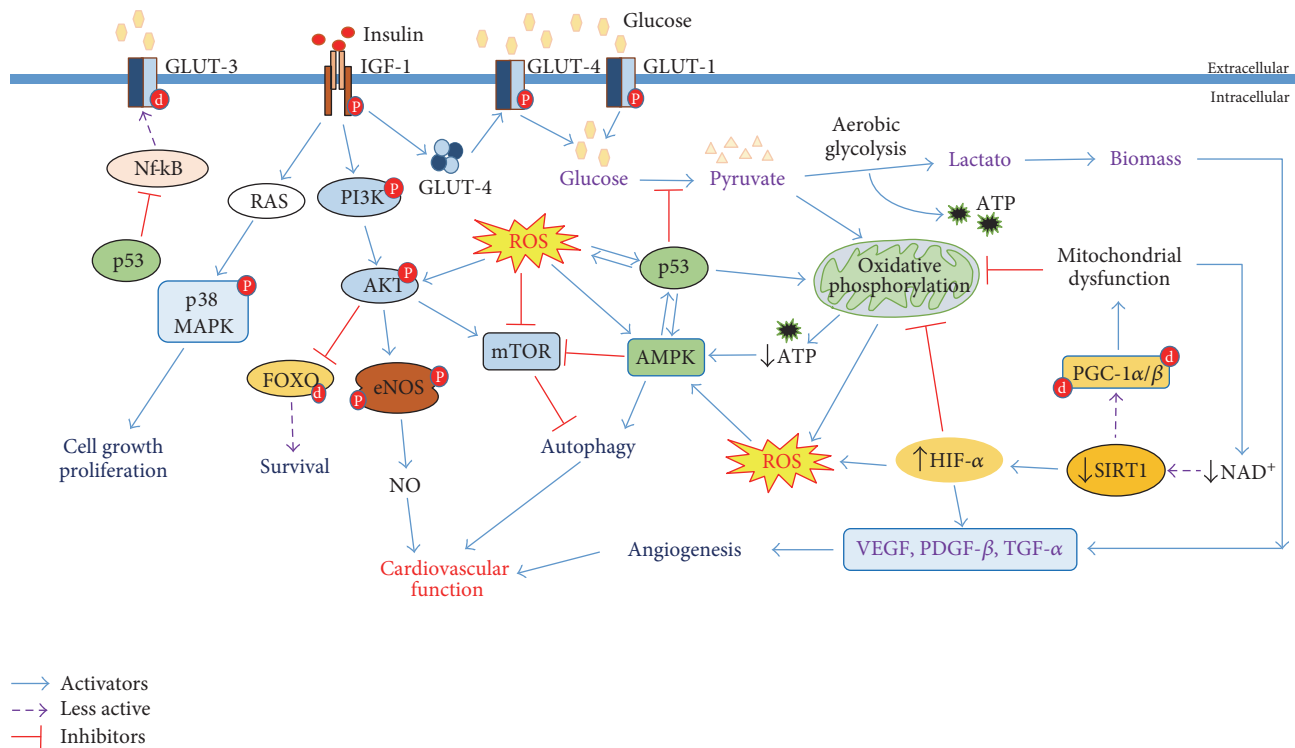 Glucose
Insulin
GLUT-3
IGF-1
GLUT-4
GLUT-1
Extracellular
Intracellular
d
P
P
P
Nf-kB
RAS
PI3K
P
GLUT-4
Glucose
Pyruvate
Aerobic
glycolysis
Lactato
Biomass
ATP
p53
ROS
p53
Oxidative
phosphorylation
Mitochondrial
dysfunction
AKT
P
p38
MAPK
P
mTOR
AMPK
↓ATP
FOXO
d
eNOS
P
P
PGC-1α/β
d
d
Cell growth
proliferation
Survival
Autophagy
ROS
↑HIF-α
↓SIRT1
↓NAD⁺
NO
Angiogenesis
VEGF, PDGF-β, TGF-α
Cardiovascular
function
Activators
Less active
Inhibitors